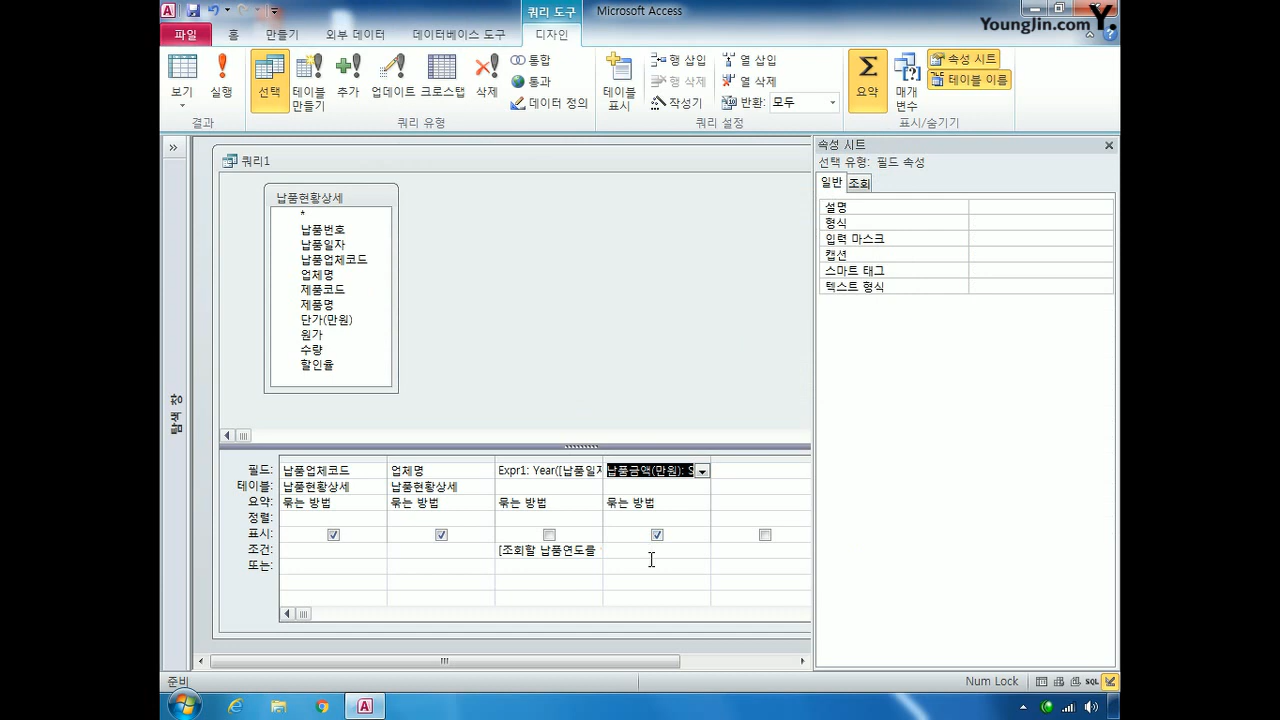 쿼리 도구
Microsoft Access
YoungJin.com Y.
파일
홈
만들기
외부 데이터
데이터베이스 도구
디자인
보기
실행
결과
선택
테이블
만들기
추가
업데이트
크로스탭
삭제
통합
통과
데이터 정의
쿼리 유형
테이블
표시
행 삽입
행 삭제
작성기
열 삽입
열 삭제
반환: 모두
쿼리 설정
요약
매개
변수
속성 시트
테이블 이름
표시/숨기기
»
탐색 창
쿼리1
납품현황상세
*
납품번호
납품일자
납품업체코드
업체명
제품코드
제품명
단가(만원)
원가
수량
할인율
필드: 납품업체코드 업체명 Expr1: Year([납품일자 납품금액(만원): S
테이블: 납품현황상세 납품현황상세
요약: 묶는 방법 묶는 방법 묶는 방법 묶는 방법
정렬:
표시:
조건: [조회할 납품연도를
또는:
속성 시트
선택 유형: 필드 속성
일반 조회
설명
형식
입력 마스크
캡션
스마트 태그
텍스트 형식
준비
Num Lock
SQL